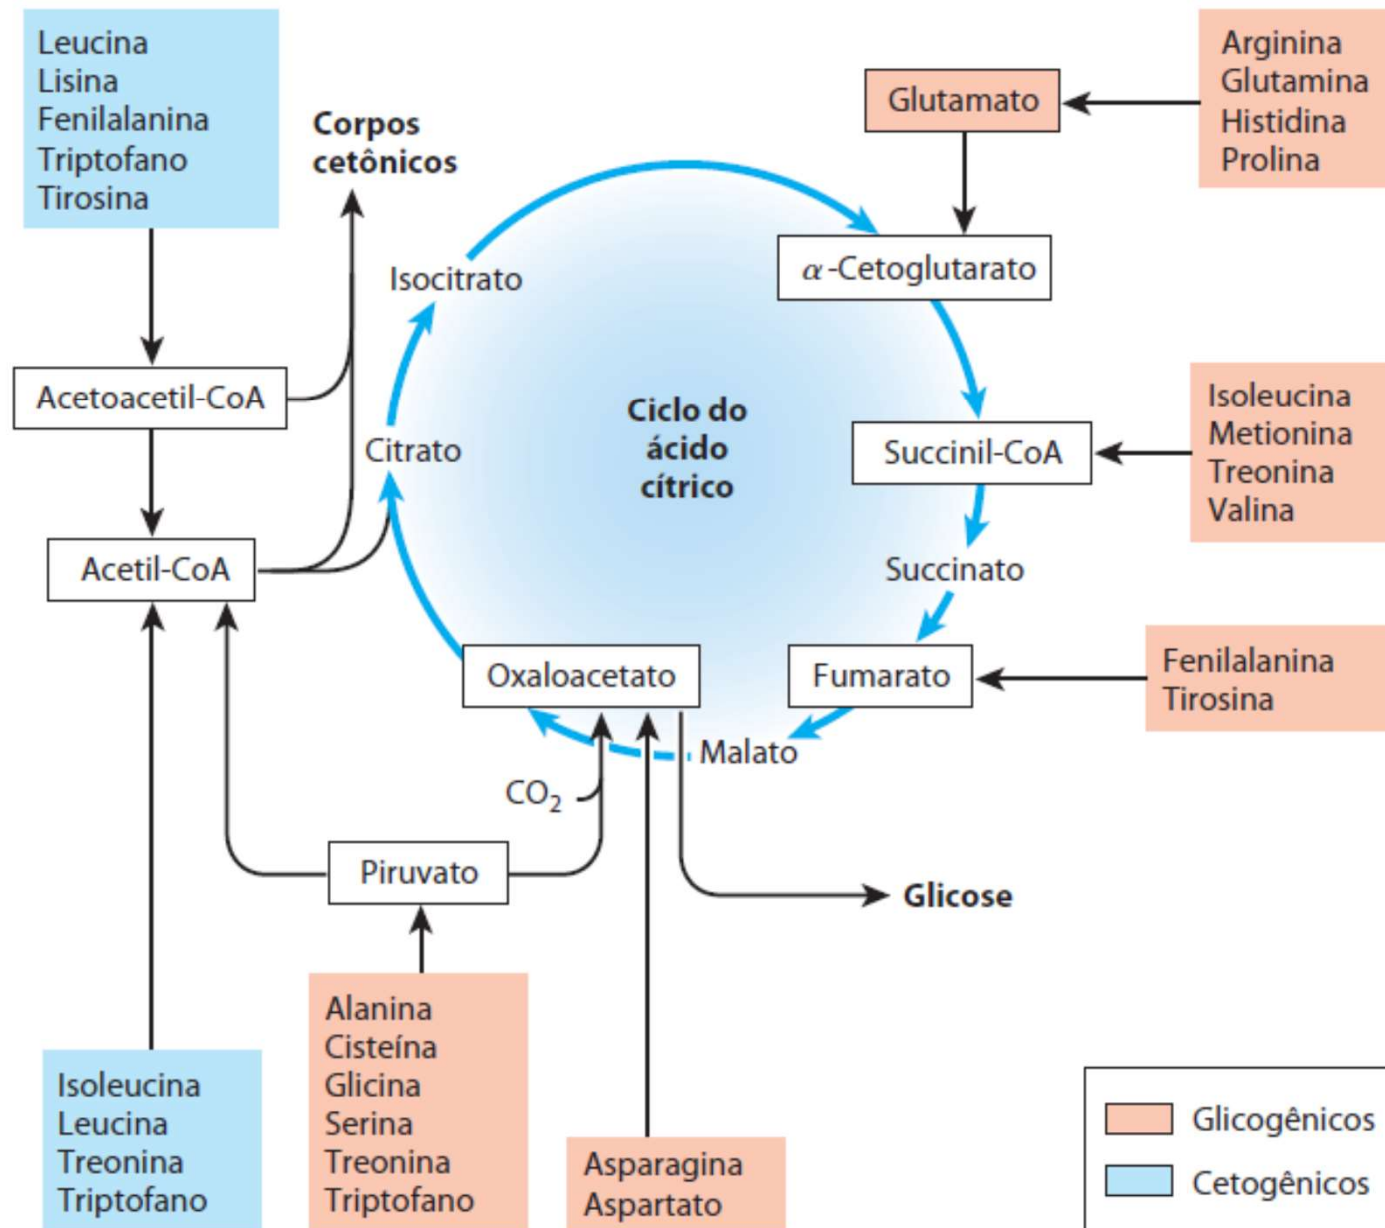 Leucina
Lisina
Fenilalanina
Triptofano
Tirosina
Corpos
cetônicos
Glutamato
Arginina
Glutamina
Histidina
Prolina
Isocitrato
α-Cetoglutarato
Acetoacetil-CoA
Citrato
Ciclo do
ácido
cítrico
Succinil-CoA
Isoleucina
Metionina
Treonina
Valina
Acetil-CoA
Succinato
Oxaloacetato
Fumarato
Fenilalanina
Tirosina
Malato
CO₂
Piruvato
Glicose
Isoleucina
Leucina
Treonina
Triptofano
Alanina
Cisteína
Glicina
Serina
Treonina
Triptofano
Asparagina
Aspartato
Glicogênicos
Cetogênicos